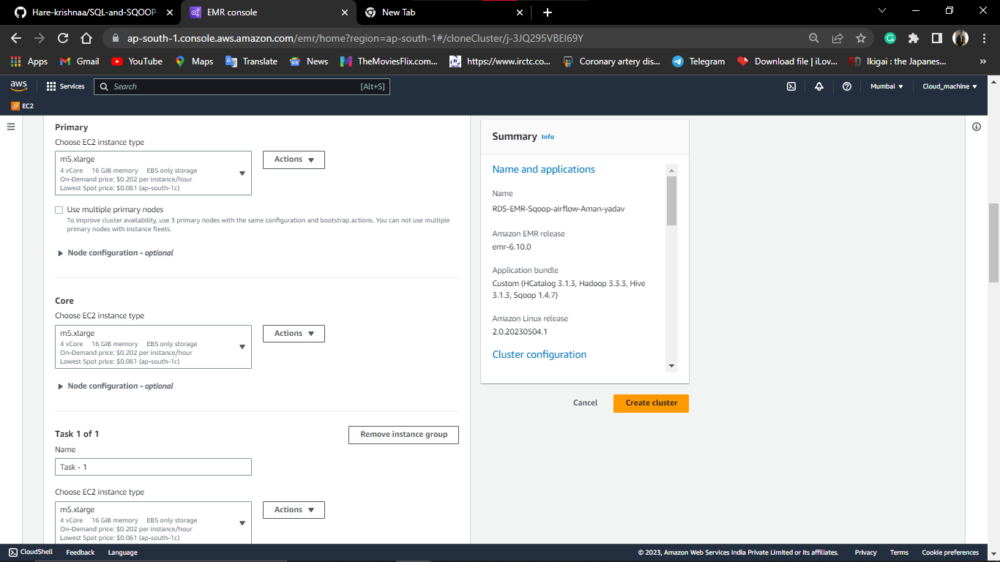 Hare-krishnaa/SQL-and-SQOOP-
EMR console
New Tab
ap-south-1.console.aws.amazon.com/emr/home?region=ap-south-1#/cloneCluster/j-3JQ295VBEI69Y
Apps
Gmail
YouTube
Maps
Translate
News
TheMoviesFlix.com...
https://www.irctc.co...
Coronary artery dis...
Telegram
Download file | iLov...
Ikigai : the Japanes...
»
aws
Services
Search
[Alt+S]
Mumbai
Cloud_machine
EC2
Primary
Choose EC2 instance type
m5.xlarge
4 vCore 16 GiB memory EBS only storage
On-Demand price: $0.202 per instance/hour
Lowest Spot price: $0.061 (ap-south-1c)
Actions
Use multiple primary nodes
To improve cluster availability, use 3 primary nodes with the same configuration and bootstrap actions. You can not use multiple
primary nodes with instance fleets.
Node configuration - optional
Core
Choose EC2 instance type
m5.xlarge
4 vCore 16 GiB memory EBS only storage
On-Demand price: $0.202 per instance/hour
Lowest Spot price: $0.061 (ap-south-1c)
Actions
Node configuration - optional
Task 1 of 1
Remove instance group
Name
Task - 1
Choose EC2 instance type
m5.xlarge
4 vCore 16 GiB memory EBS only storage
On-Demand price: $0.202 per instance/hour
Lowest Spot price: $0.061 (ap-south-1c)
Actions
Summary Info
Name and applications
Name
RDS-EMR-Sqoop-airflow-Aman-yadav
Amazon EMR release
emr-6.10.0
Application bundle
Custom (HCatalog 3.1.3, Hadoop 3.3.3, Hive
3.1.3, Sqoop 1.4.7)
Amazon Linux release
2.0.20230504.1
Cluster configuration
Cancel
Create cluster
CloudShell
Feedback
Language
© 2023, Amazon Web Services India Private Limited or its affiliates.
Privacy
Terms
Cookie preferences